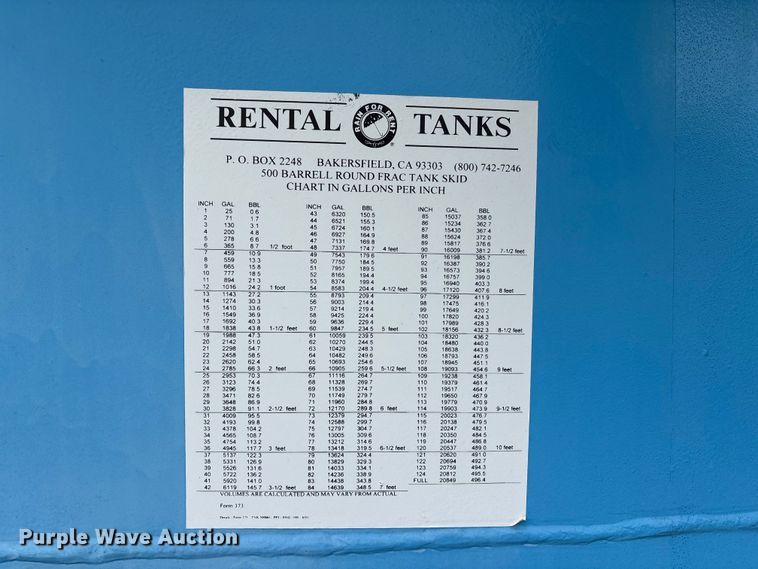 RENTAL TANKS
RAIN FOR RENT
P. O. BOX 2248 BAKERSFIELD, CA 93303 (800) 742-7246
500 BARRELL ROUND FRAC TANK SKID
CHART IN GALLONS PER INCH
INCH GAL BBL
1 25 0.6
2 71 1.7
3 130 3.1
4 200 4.8
5 278 6.6
6 365 8.7 1/2 foot
7 459 10.9
8 559 13.3
9 665 15.8
10 777 18.5
11 894 21.3
12 1016 24.2 1 foot
13 1143 27.2
14 1274 30.3
15 1410 33.6
16 1549 36.9
17 1692 40.3
18 1838 43.8 1-1/2 feet
19 1988 47.3
20 2142 51.0
21 2298 54.7
22 2458 58.5
23 2620 62.4
24 2785 66.3 2 feet
25 2953 70.3
26 3123 74.4
27 3296 78.5
28 3471 82.6
29 3648 86.9
30 3828 91.1 2-1/2 feet
31 4009 95.5
32 4193 99.8
33 4378 104.2
34 4565 108.7
35 4754 113.2
36 4945 117.7 3 feet
37 5137 122.3
38 5331 126.9
39 5526 131.6
40 5722 136.2
41 5920 141.0
42 6119 145.7 3-1/2 feet
INCH GAL BBL
43 6320 150.5
44 6521 155.3
45 6724 160.1
46 6927 164.9
47 7131 169.8
48 7337 174.7 4 feet
49 7543 179.6
50 7750 184.5
51 7957 189.5
52 8165 194.4
53 8374 199.4
54 8583 204.4 4-1/2 feet
55 8793 209.4
56 9003 214.4
57 9214 219.4
58 9425 224.4
59 9636 229.4
60 9847 234.5 5 feet
61 10059 239.5
62 10270 244.5
63 10429 248.3
64 10482 249.6
65 10693 254.6
66 10905 259.6 5-1/2 feet
67 11116 264.7
68 11328 269.7
69 11539 274.7
70 11749 279.7
71 11960 284.8
72 12170 289.8 6 feet
73 12379 294.7
74 12588 299.7
75 12797 304.7
76 13005 309.6
77 13212 314.6
78 13418 319.5 6-1/2 feet
79 13624 324.4
80 13829 329.3
81 14033 334.1
82 14236 338.9
83 14438 343.8
84 14639 348.5 7 feet
INCH GAL BBL
85 15037 358.0
86 15234 362.7
87 15430 367.4
88 15624 372.0
89 15817 376.6
90 16009 381.2 7-1/2 feet
91 16198 385.7
92 16387 390.2
93 16573 394.6
94 16757 399.0
95 16940 403.3
96 17120 407.6 8 feet
97 17299 411.9
98 17475 416.1
99 17649 420.2
100 17820 424.3
101 17989 428.3
102 18156 432.3 8-1/2 feet
103 18320 436.2
104 18480 440.0
105 18638 443.8
106 18793 447.5
107 18945 451.1
108 19093 454.6 9 feet
109 19238 458.1
110 19379 461.4
111 19517 464.7
112 19650 467.9
113 19779 470.9
114 19903 473.9 9-1/2 feet
115 20023 476.7
116 20138 479.5
117 20247 482.1
118 20350 484.5
119 20447 486.8
120 20537 489.0 10 feet
121 20620 491.0
122 20694 492.7
123 20759 494.3
124 20812 495.5
FULL 20849 496.4
VOLUMES ARE CALCULATED AND MAY VARY FROM ACTUAL
Form 373
Purple Wave Auction